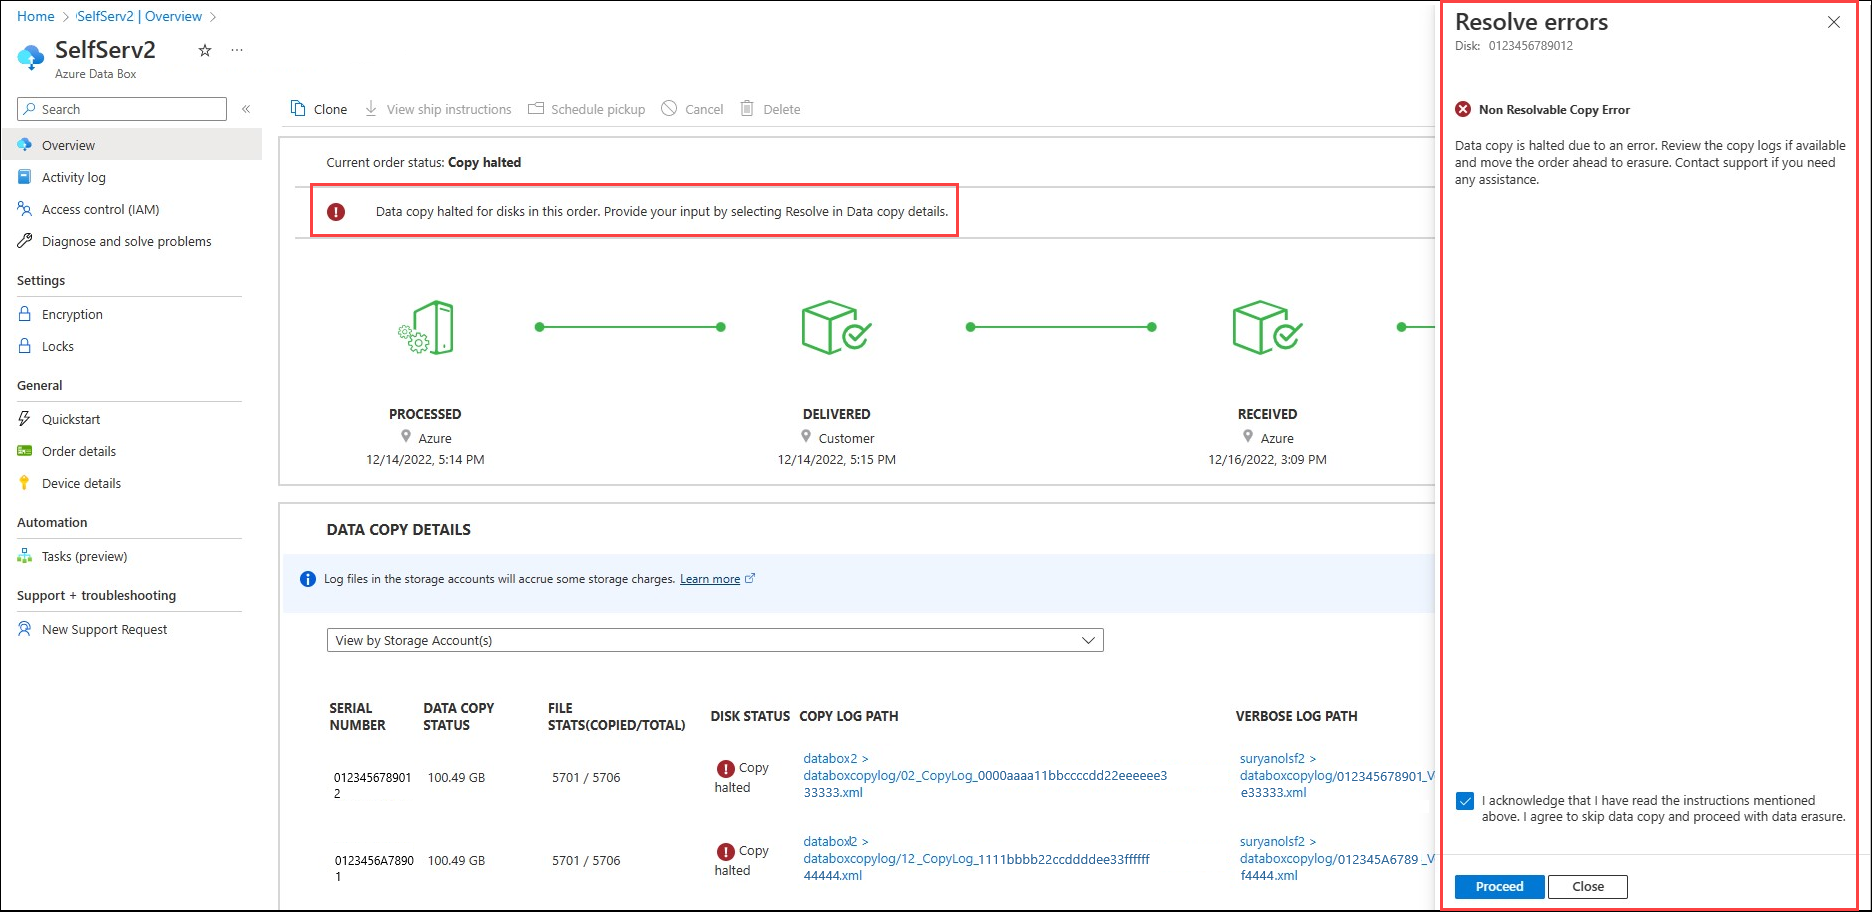 Home > SelfServ2 | Overview >
SelfServ2
Azure Data Box
Search
Overview
Activity log
Access control (IAM)
Diagnose and solve problems
Settings
Encryption
Locks
General
Quickstart
Order details
Device details
Automation
Tasks (preview)
Support + troubleshooting
New Support Request
Clone View ship instructions Schedule pickup Cancel Delete
Current order status: Copy halted
Data copy halted for disks in this order. Provide your input by selecting Resolve in Data copy details.
PROCESSED
Azure
12/14/2022, 5:14 PM
DELIVERED
Customer
12/14/2022, 5:15 PM
RECEIVED
Azure
12/16/2022, 3:09 PM
DATA COPY DETAILS
Log files in the storage accounts will accrue some storage charges. Learn more
View by Storage Account(s)
SERIAL
NUMBER
DATA COPY
STATUS
FILE
STATS(COPIED/TOTAL)
DISK STATUS
COPY LOG PATH
VERBOSE LOG PATH
012345678901
2
100.49 GB
5701 / 5706
Copy
halted
databox2 >
databoxcopylog/02_CopyLog_0000aaaa11bbccccdd22eeeeee3
33333.xml
suryanolsf2 >
databoxcopylog/012345678901_V
e33333.xml
0123456A7890
1
100.49 GB
5701 / 5706
Copy
halted
databoxl2 >
databoxcopylog/12_CopyLog_1111bbbb22ccddddee33ffffff
44444.xml
suryanolsf2 >
databoxcopylog/012345A6789 _V
f4444.xml
Resolve errors
Disk: 0123456789012
Non Resolvable Copy Error
Data copy is halted due to an error. Review the copy logs if available
and move the order ahead to erasure. Contact support if you need
any assistance.
I acknowledge that I have read the instructions mentioned
above. I agree to skip data copy and proceed with data erasure.
Proceed Close